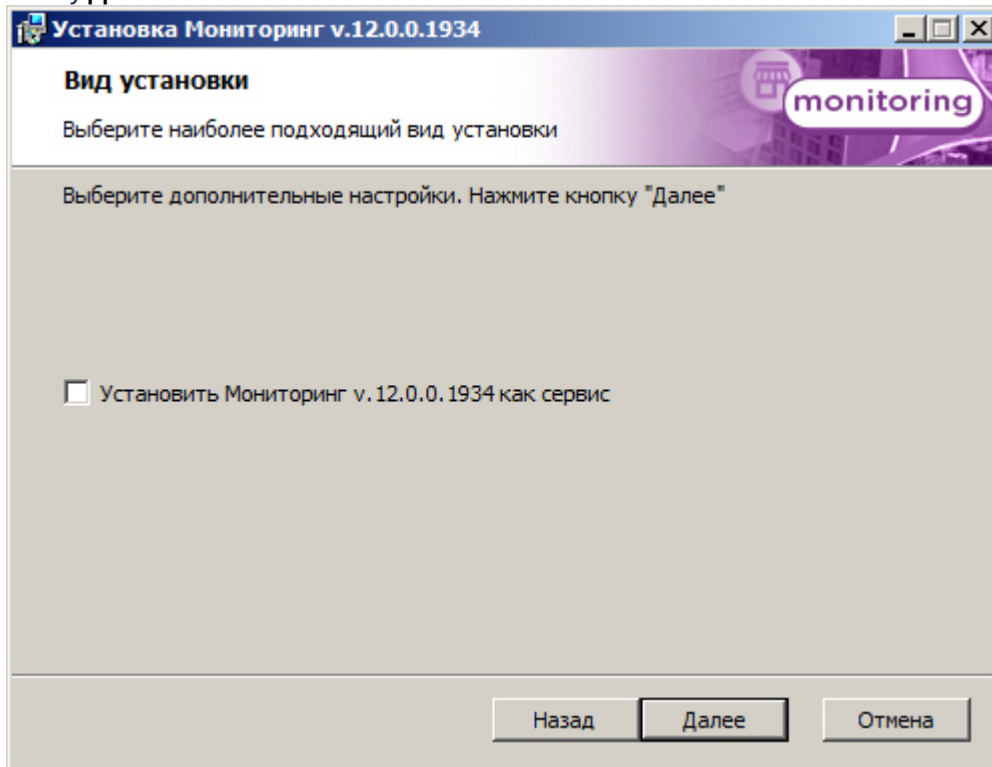 Установка Мониторинг v.12.0.0.1934
Вид установки
Выберите наиболее подходящий вид установки
monitoring
Выберите дополнительные настройки. Нажмите кнопку "Далее"
Установить Мониторинг v.12.0.0.1934 как сервис
Назад
Далее
Отмена